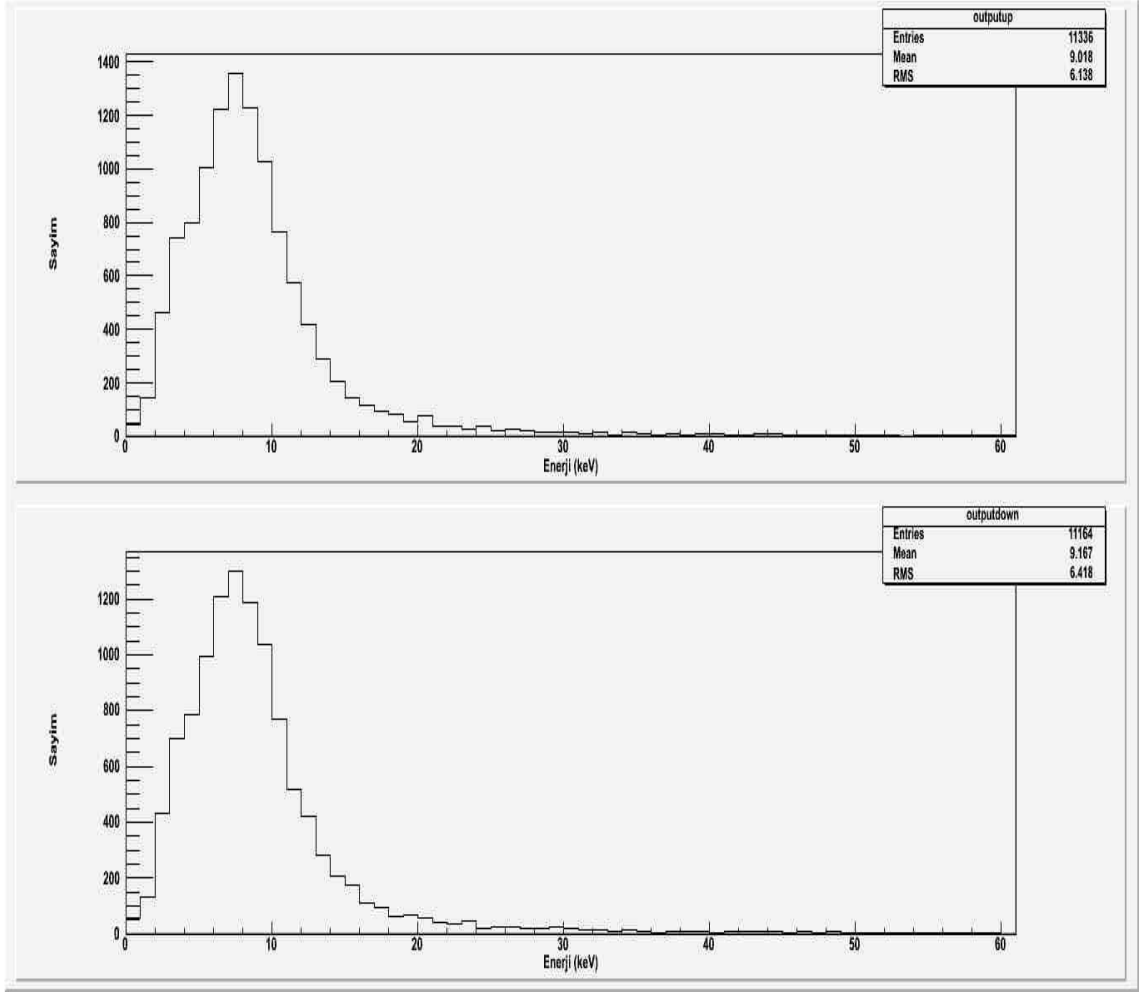 outputup
Entries 11336
Mean 9.018
RMS 6.138
1400
1200
1000
800
600
400
200
0
Sayim
0 10 20 30 40 50 60
Enerji (keV)
outputdown
Entries 11164
Mean 9.167
RMS 6.418
1200
1000
800
600
400
200
0
Sayim
0 10 20 30 40 50 60
Enerji (keV)